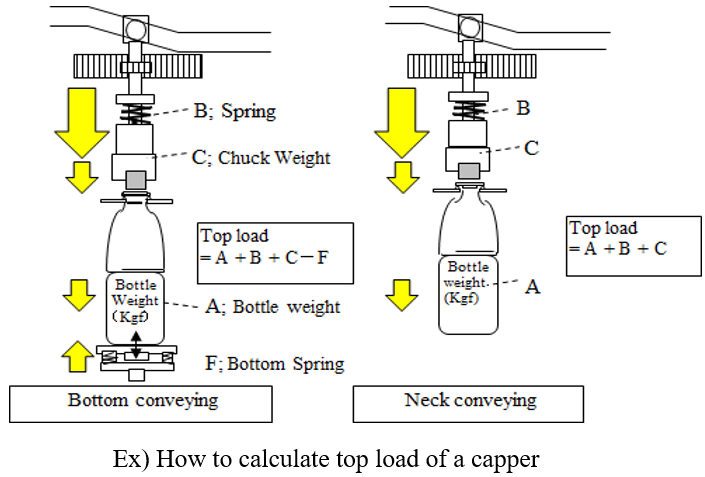 B; Spring
C; Chuck Weight
Top load
= A + B + C－F
Bottle
Weight
(Kgf)
A; Bottle weight
F; Bottom Spring
Bottom conveying
B
C
Top load
= A + B + C
Bottle
weight
(Kgf)
A
Neck conveying
Ex) How to calculate top load of a capper